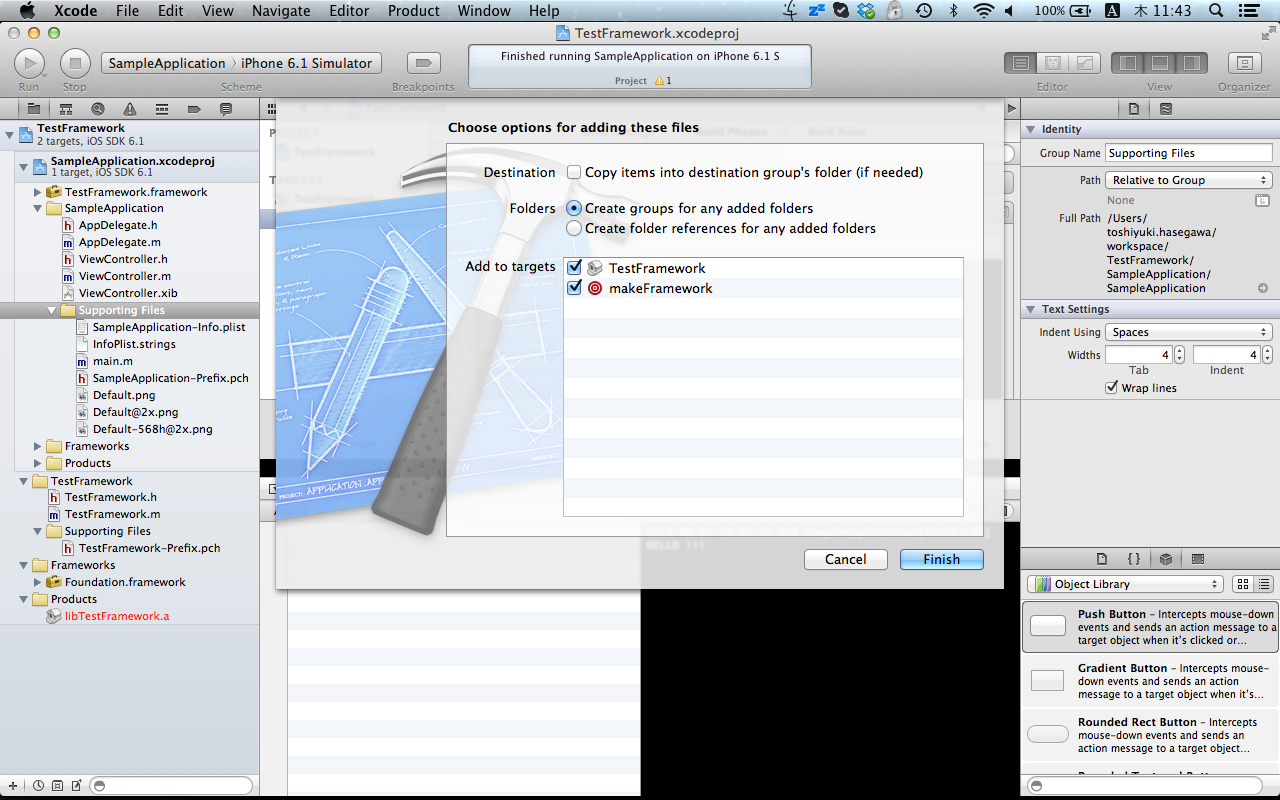 Xcode File Edit View Navigate Editor Product Window Help
100% A 木 11:43
TestFramework.xcodeproj
Run Stop
SampleApplication iPhone 6.1 Simulator
Scheme
Breakpoints
Finished running SampleApplication on iPhone 6.1 S
Project 1
Editor View Organizer
TestFramework
2 targets, iOS SDK 6.1
SampleApplication.xcodeproj
1 target, iOS SDK 6.1
TestFramework.framework
SampleApplication
AppDelegate.h
AppDelegate.m
ViewController.h
ViewController.m
ViewController.xib
Supporting Files
SampleApplication-Info.plist
InfoPlist.strings
main.m
SampleApplication-Prefix.pch
Default.png
Default@2x.png
Default-568h@2x.png
Frameworks
Products
TestFramework
TestFramework.h
TestFramework.m
Supporting Files
TestFramework-Prefix.pch
Frameworks
Foundation.framework
Products
libTestFramework.a
Choose options for adding these files
Destination Copy items into destination group's folder (if needed)
Folders Create groups for any added folders
Create folder references for any added folders
Add to targets TestFramework
makeFramework
Cancel Finish
PROJECT
TestFramework
Build Rules
HELLO !!!
Identity
Group Name Supporting Files
Path Relative to Group
None
Full Path /Users/
toshiyuki.hasegawa/
workspace/
TestFramework/
SampleApplication/
SampleApplication
Text Settings
Indent Using Spaces
Widths 4 4
Tab Indent
Wrap lines
{ }
Object Library
Push Button – Intercepts mouse-down
events and sends an action message to a
target object when it's clicked or...
Gradient Button – Intercepts mouse-
down events and sends an action
message to a target object when it's...
Rounded Rect Button – Intercepts
mouse-down events and sends an
action message to a target object...